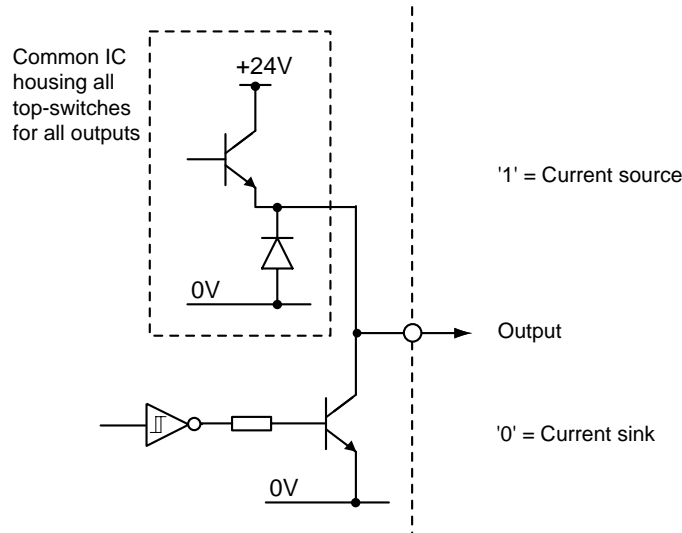 Common IC
housing all
top-switches
for all outputs
+24V
'1' = Current source
0V
Output
'0' = Current sink
0V